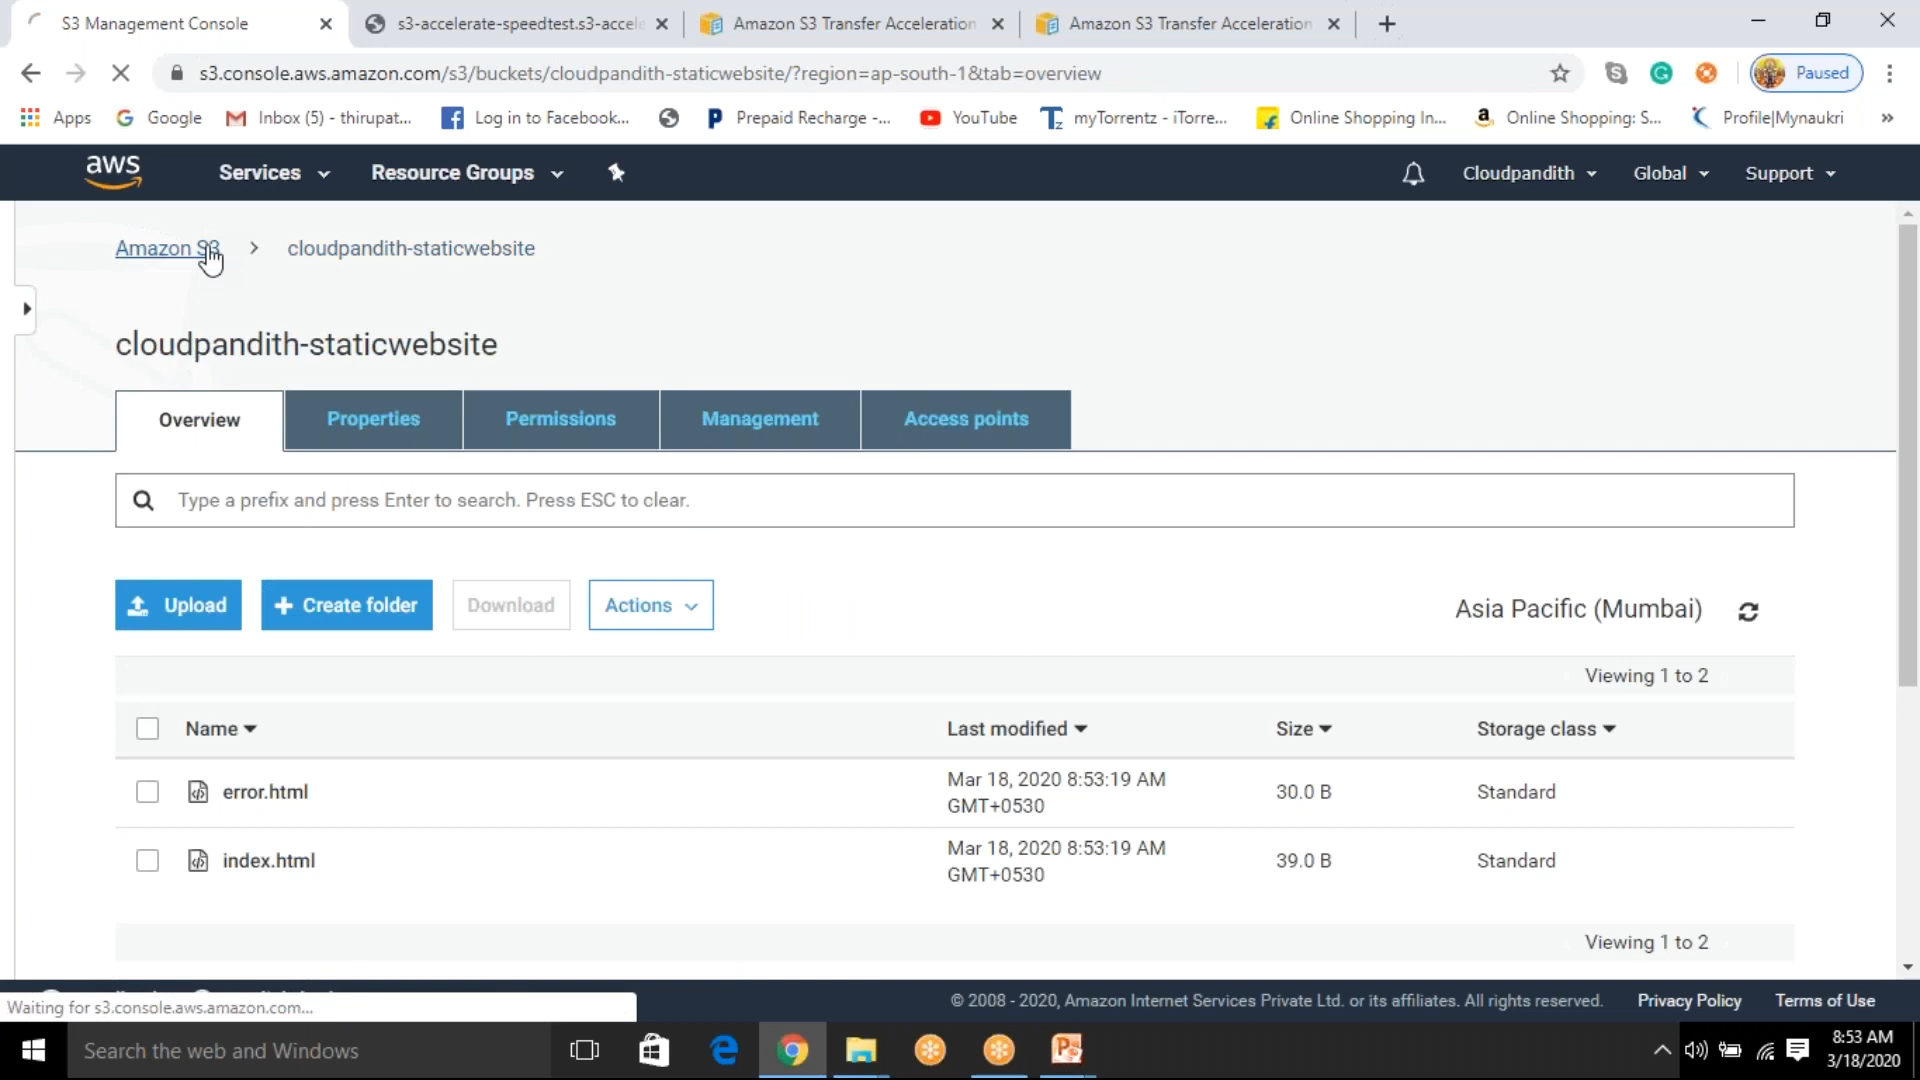 S3 Management Console
s3-accelerate-speedtest.s3-accele
Amazon S3 Transfer Acceleration
Amazon S3 Transfer Acceleration
s3.console.aws.amazon.com/s3/buckets/cloudpandith-staticwebsite/?region=ap-south-1&tab=overview
Paused
Apps
Google
Inbox (5) - thirupat...
Log in to Facebook...
Prepaid Recharge -...
YouTube
myTorrentz - iTorre...
Online Shopping In...
Online Shopping: S...
Profile|Mynaukri
»
aws
Services
Resource Groups
Cloudpandith
Global
Support
Amazon S3 > cloudpandith-staticwebsite
cloudpandith-staticwebsite
Overview
Properties
Permissions
Management
Access points
Type a prefix and press Enter to search. Press ESC to clear.
Upload
+ Create folder
Download
Actions
Asia Pacific (Mumbai)
Viewing 1 to 2
Name
Last modified
Size
Storage class
error.html
Mar 18, 2020 8:53:19 AM
GMT+0530
30.0 B
Standard
index.html
Mar 18, 2020 8:53:19 AM
GMT+0530
39.0 B
Standard
Viewing 1 to 2
Waiting for s3.console.aws.amazon.com...
© 2008 - 2020, Amazon Internet Services Private Ltd. or its affiliates. All rights reserved.
Privacy Policy
Terms of Use
Search the web and Windows
8:53 AM
3/18/2020